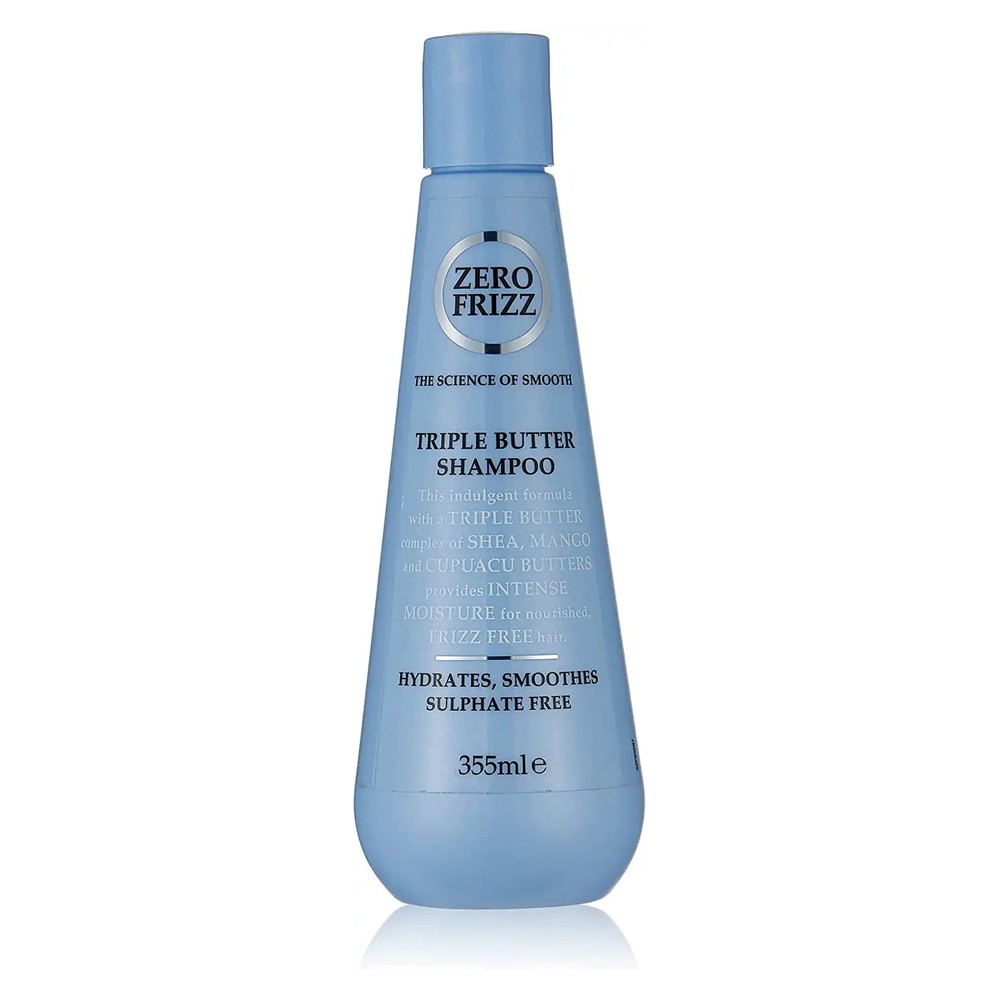 ZERO
FRIZZ
THE SCIENCE OF SMOOTH
TRIPLE BUTTER
SHAMPOO
This indulgent formula
with a TRIPLE BUTTER
complex of SHEA, MANGO
and CUPUACU BUTTERS
provides INTENSE
MOISTURE for nourished,
FRIZZ FREE hair.
HYDRATES, SMOOTHES
SULPHATE FREE
355ml e